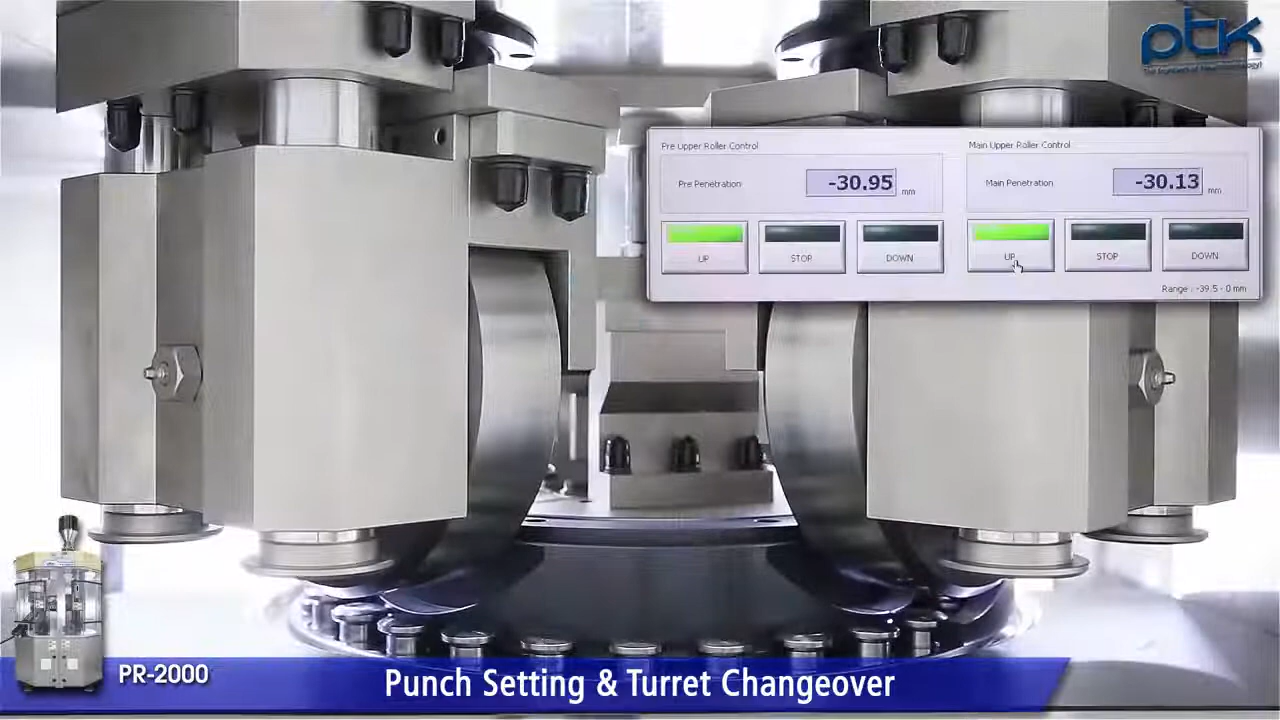 ptk
Pre Upper Roller Control
Main Upper Roller Control
Pre Penetration
-30.95
mm
Main Penetration
-30.13
mm
UP
STOP
DOWN
UP
STOP
DOWN
Range : -39.5 - 0 mm
PR-2000
Punch Setting & Turret Changeover